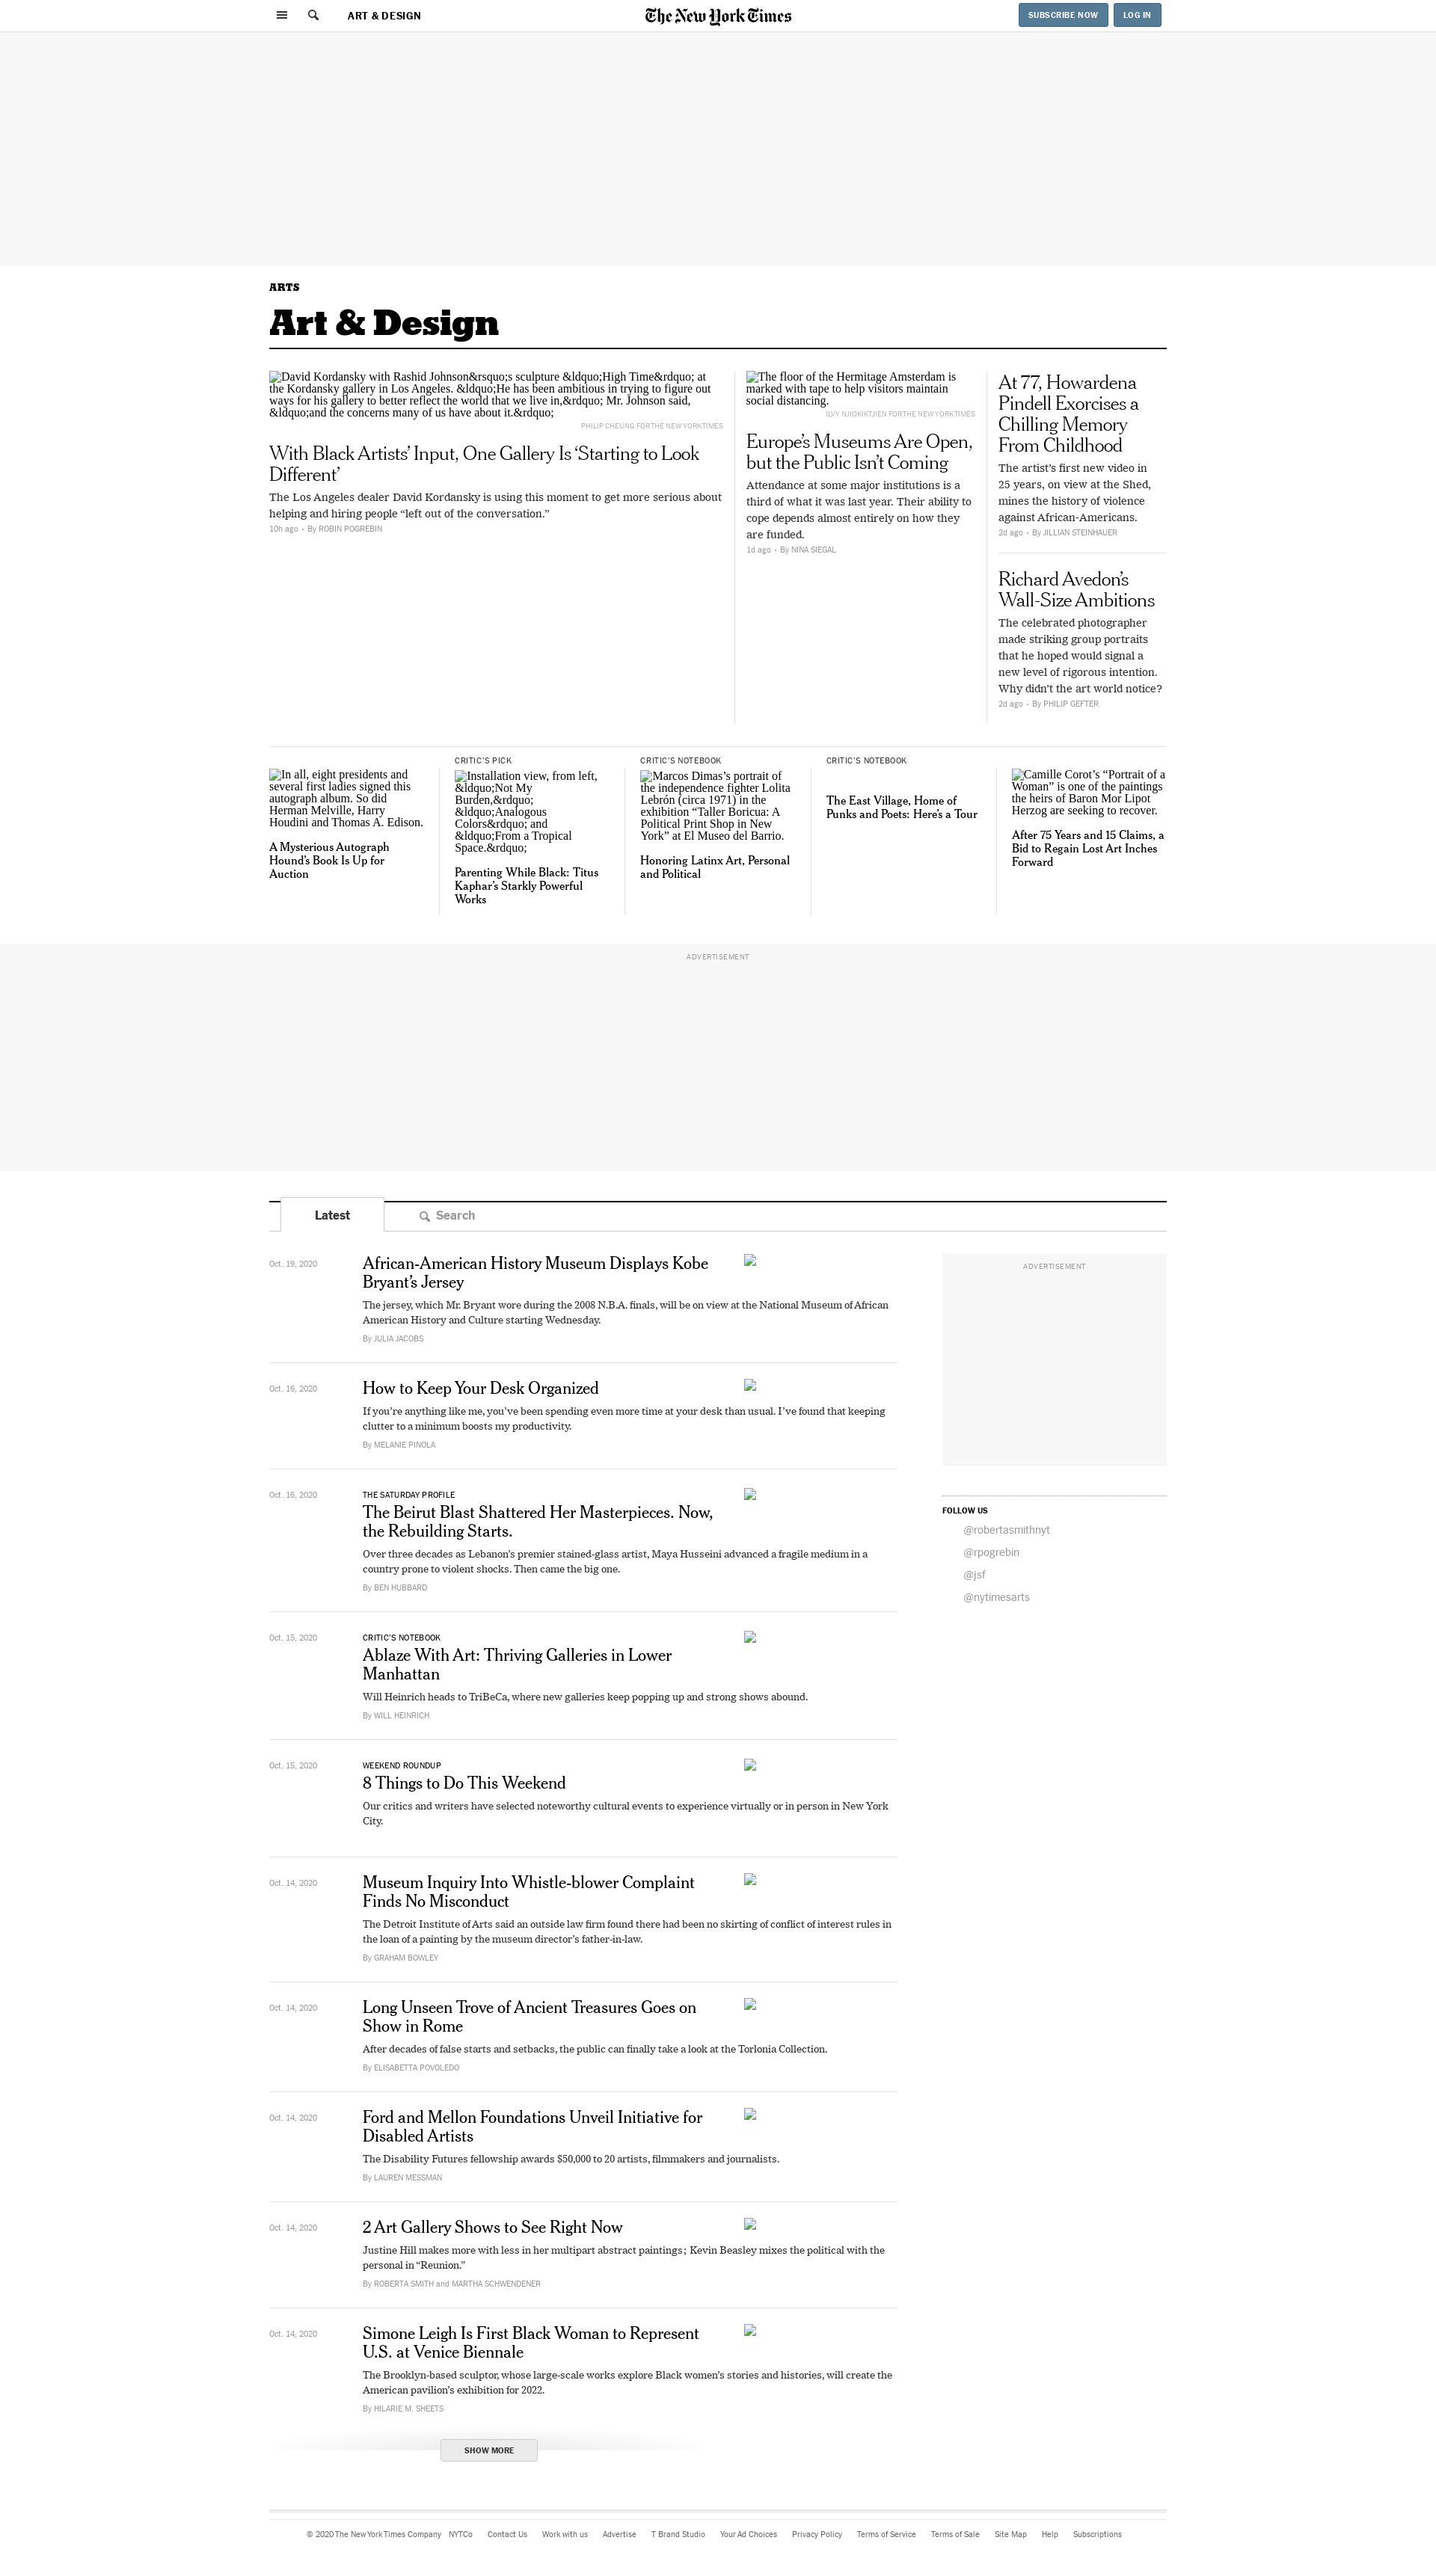 ART & DESIGN
The New York Times
SUBSCRIBE NOW
LOG IN
ARTS
Art & Design
David Kordansky with Rashid Johnson&rsquo;s sculpture &ldquo;High Time&rdquo; at
the Kordansky gallery in Los Angeles. &ldquo;He has been ambitious in trying to figure out
ways for his gallery to better reflect the world that we live in,&rdquo; Mr. Johnson said,
&ldquo;and the concerns many of us have about it.&rdquo;
PHILIP CHEUNG FOR THE NEW YORK TIMES
With Black Artists’ Input, One Gallery Is ‘Starting to Look
Different’
The Los Angeles dealer David Kordansky is using this moment to get more serious about
helping and hiring people “left out of the conversation.”
10h ago • By ROBIN POGREBIN
The floor of the Hermitage Amsterdam is
marked with tape to help visitors maintain
social distancing.
ILVY NJIOKIKTJIEN FOR THE NEW YORK TIMES
Europe’s Museums Are Open,
but the Public Isn’t Coming
Attendance at some major institutions is a
third of what it was last year. Their ability to
cope depends almost entirely on how they
are funded.
1d ago • By NINA SIEGAL
At 77, Howardena
Pindell Exorcises a
Chilling Memory
From Childhood
The artist’s first new video in
25 years, on view at the Shed,
mines the history of violence
against African-Americans.
2d ago • By JILLIAN STEINHAUER
Richard Avedon’s
Wall-Size Ambitions
The celebrated photographer
made striking group portraits
that he hoped would signal a
new level of rigorous intention.
Why didn’t the art world notice?
2d ago • By PHILIP GEFTER
In all, eight presidents and
several first ladies signed this
autograph album. So did
Herman Melville, Harry
Houdini and Thomas A. Edison.
A Mysterious Autograph
Hound’s Book Is Up for
Auction
CRITIC’S PICK
Installation view, from left,
&ldquo;Not My
Burden,&rdquo;
&ldquo;Analogous
Colors&rdquo; and
&ldquo;From a Tropical
Space.&rdquo;
Parenting While Black: Titus
Kaphar’s Starkly Powerful
Works
CRITIC’S NOTEBOOK
Marcos Dimas’s portrait of
the independence fighter Lolita
Lebrón (circa 1971) in the
exhibition “Taller Boricua: A
Political Print Shop in New
York” at El Museo del Barrio.
Honoring Latinx Art, Personal
and Political
CRITIC’S NOTEBOOK
The East Village, Home of
Punks and Poets: Here’s a Tour
Camille Corot’s “Portrait of a
Woman” is one of the paintings
the heirs of Baron Mor Lipot
Herzog are seeking to recover.
After 75 Years and 15 Claims, a
Bid to Regain Lost Art Inches
Forward
ADVERTISEMENT
Latest
Search
Oct. 19, 2020
African-American History Museum Displays Kobe
Bryant’s Jersey
The jersey, which Mr. Bryant wore during the 2008 N.B.A. finals, will be on view at the National Museum of African
American History and Culture starting Wednesday.
By JULIA JACOBS
Oct. 16, 2020
How to Keep Your Desk Organized
If you’re anything like me, you’ve been spending even more time at your desk than usual. I’ve found that keeping
clutter to a minimum boosts my productivity.
By MELANIE PINOLA
Oct. 16, 2020
THE SATURDAY PROFILE
The Beirut Blast Shattered Her Masterpieces. Now,
the Rebuilding Starts.
Over three decades as Lebanon’s premier stained-glass artist, Maya Husseini advanced a fragile medium in a
country prone to violent shocks. Then came the big one.
By BEN HUBBARD
Oct. 15, 2020
CRITIC’S NOTEBOOK
Ablaze With Art: Thriving Galleries in Lower
Manhattan
Will Heinrich heads to TriBeCa, where new galleries keep popping up and strong shows abound.
By WILL HEINRICH
Oct. 15, 2020
WEEKEND ROUNDUP
8 Things to Do This Weekend
Our critics and writers have selected noteworthy cultural events to experience virtually or in person in New York
City.
Oct. 14, 2020
Museum Inquiry Into Whistle-blower Complaint
Finds No Misconduct
The Detroit Institute of Arts said an outside law firm found there had been no skirting of conflict of interest rules in
the loan of a painting by the museum director’s father-in-law.
By GRAHAM BOWLEY
Oct. 14, 2020
Long Unseen Trove of Ancient Treasures Goes on
Show in Rome
After decades of false starts and setbacks, the public can finally take a look at the Torlonia Collection.
By ELISABETTA POVOLEDO
Oct. 14, 2020
Ford and Mellon Foundations Unveil Initiative for
Disabled Artists
The Disability Futures fellowship awards $50,000 to 20 artists, filmmakers and journalists.
By LAUREN MESSMAN
Oct. 14, 2020
2 Art Gallery Shows to See Right Now
Justine Hill makes more with less in her multipart abstract paintings; Kevin Beasley mixes the political with the
personal in “Reunion.”
By ROBERTA SMITH and MARTHA SCHWENDENER
Oct. 14, 2020
Simone Leigh Is First Black Woman to Represent
U.S. at Venice Biennale
The Brooklyn-based sculptor, whose large-scale works explore Black women’s stories and histories, will create the
American pavilion’s exhibition for 2022.
By HILARIE M. SHEETS
SHOW MORE
ADVERTISEMENT
FOLLOW US
@robertasmithnyt
@rpogrebin
@jsf
@nytimesarts
© 2020 The New York Times Company NYTCo Contact Us Work with us Advertise T Brand Studio Your Ad Choices Privacy Policy Terms of Service Terms of Sale Site Map Help Subscriptions